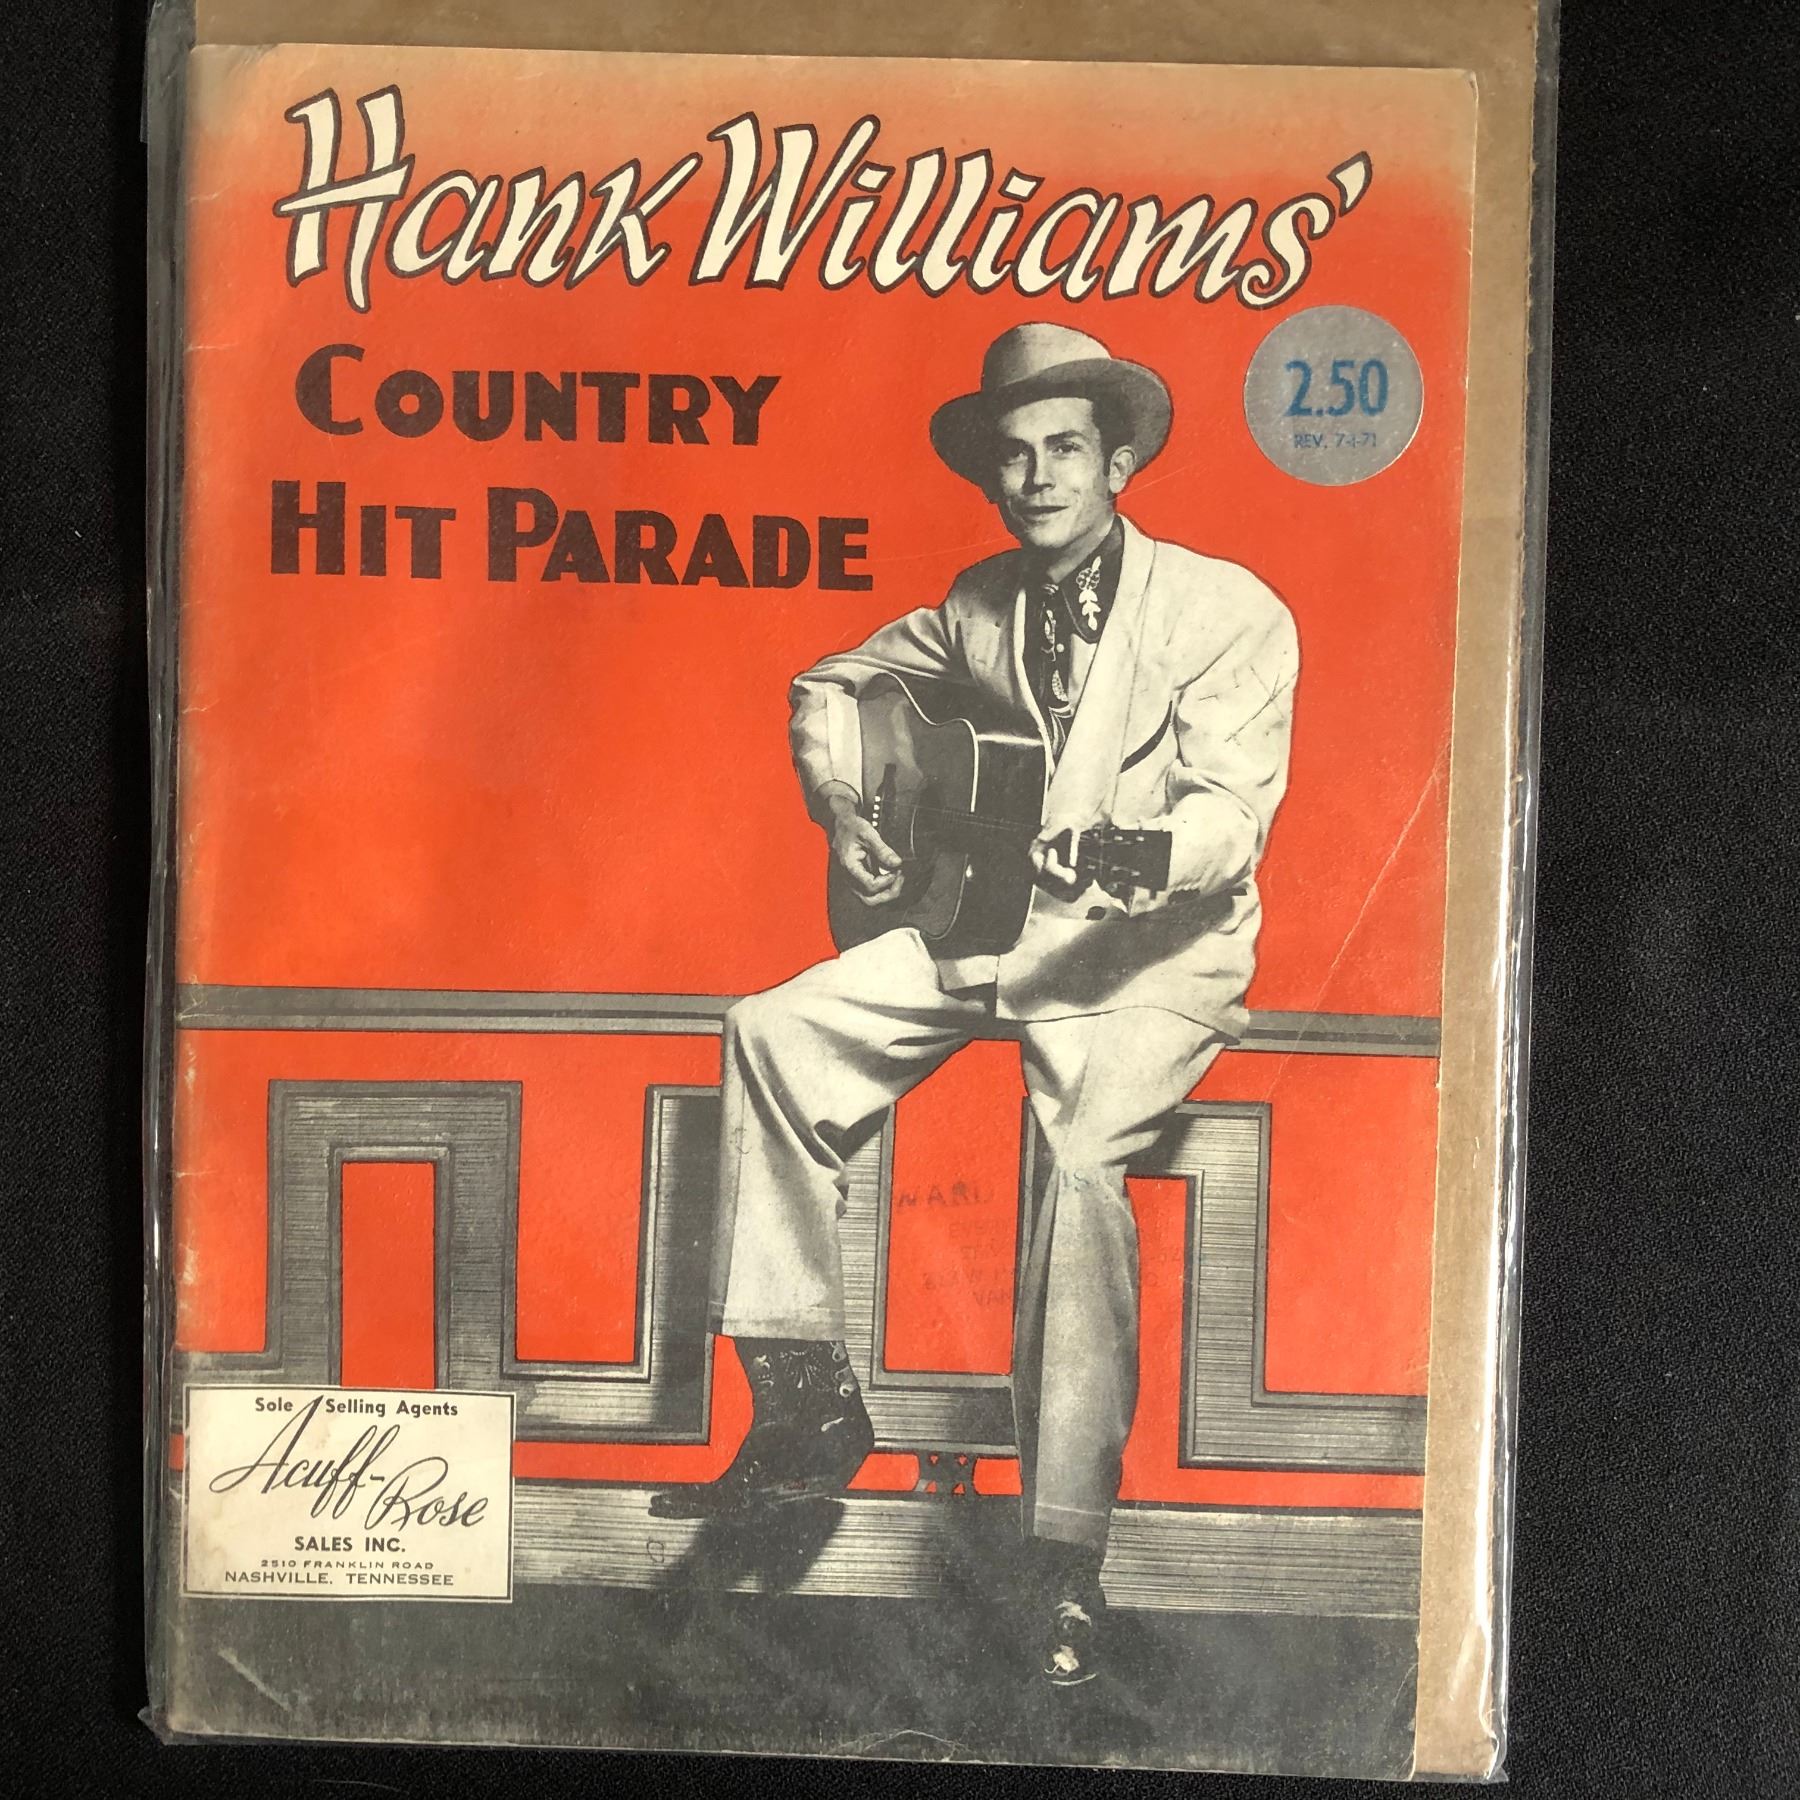 Hank Williams'
COUNTRY
HIT PARADE
2.50
REV. 7-1-71
Sole Selling Agents
Acuff-Rose
SALES INC.
2510 FRANKLIN ROAD
NASHVILLE, TENNESSEE